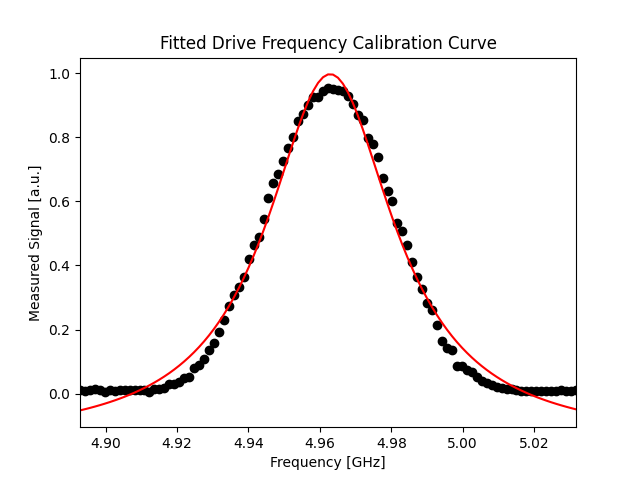 Fitted Drive Frequency Calibration Curve
Measured Signal [a.u.]
1.0
0.8
0.6
0.4
0.2
0.0
4.90 4.92 4.94 4.96 4.98 5.00 5.02
Frequency [GHz]